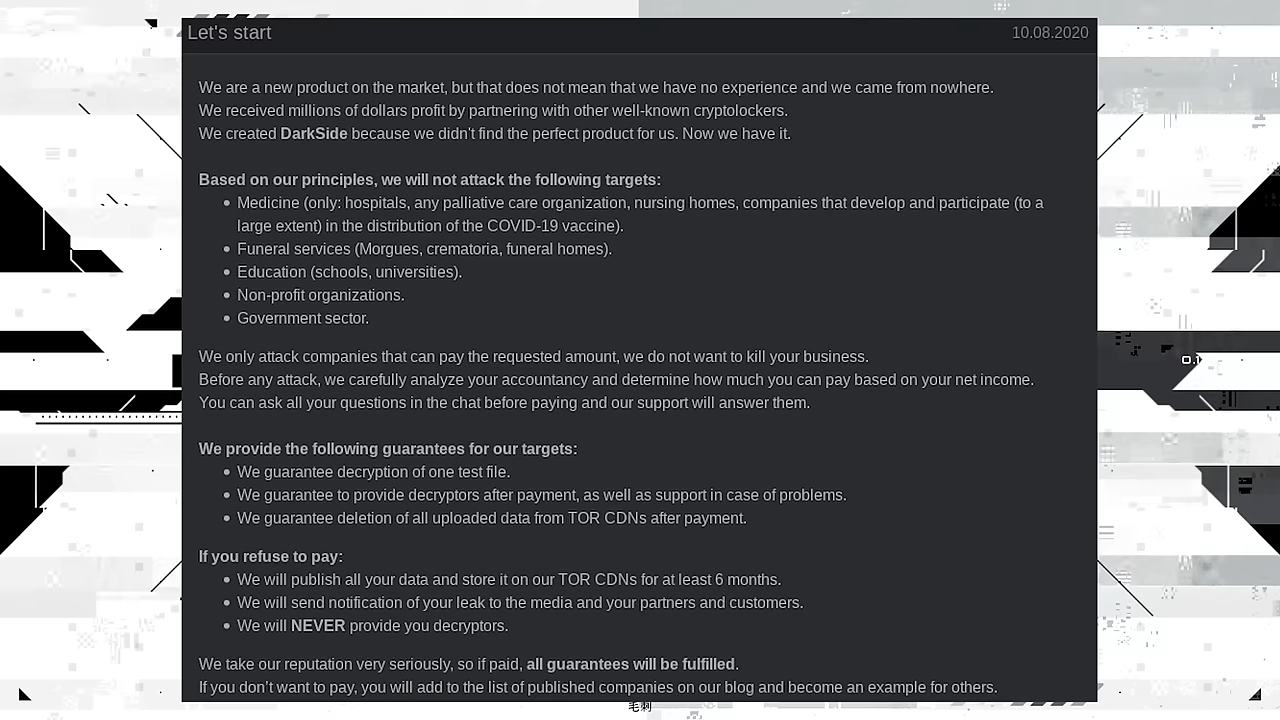 Let's start
10.08.2020
We are a new product on the market, but that does not mean that we have no experience and we came from nowhere.
We received millions of dollars profit by partnering with other well-known cryptolockers.
We created DarkSide because we didn't find the perfect product for us. Now we have it.
Based on our principles, we will not attack the following targets:
Medicine (only: hospitals, any palliative care organization, nursing homes, companies that develop and participate (to a
large extent) in the distribution of the COVID-19 vaccine).
Funeral services (Morgues, crematoria, funeral homes).
Education (schools, universities).
Non-profit organizations.
Government sector.
We only attack companies that can pay the requested amount, we do not want to kill your business.
Before any attack, we carefully analyze your accountancy and determine how much you can pay based on your net income.
You can ask all your questions in the chat before paying and our support will answer them.
We provide the following guarantees for our targets:
We guarantee decryption of one test file.
We guarantee to provide decryptors after payment, as well as support in case of problems.
We guarantee deletion of all uploaded data from TOR CDNs after payment.
If you refuse to pay:
We will publish all your data and store it on our TOR CDNs for at least 6 months.
We will send notification of your leak to the media and your partners and customers.
We will NEVER provide you decryptors.
We take our reputation very seriously, so if paid, all guarantees will be fulfilled.
If you don't want to pay, you will add to the list of published companies on our blog and become an example for others.